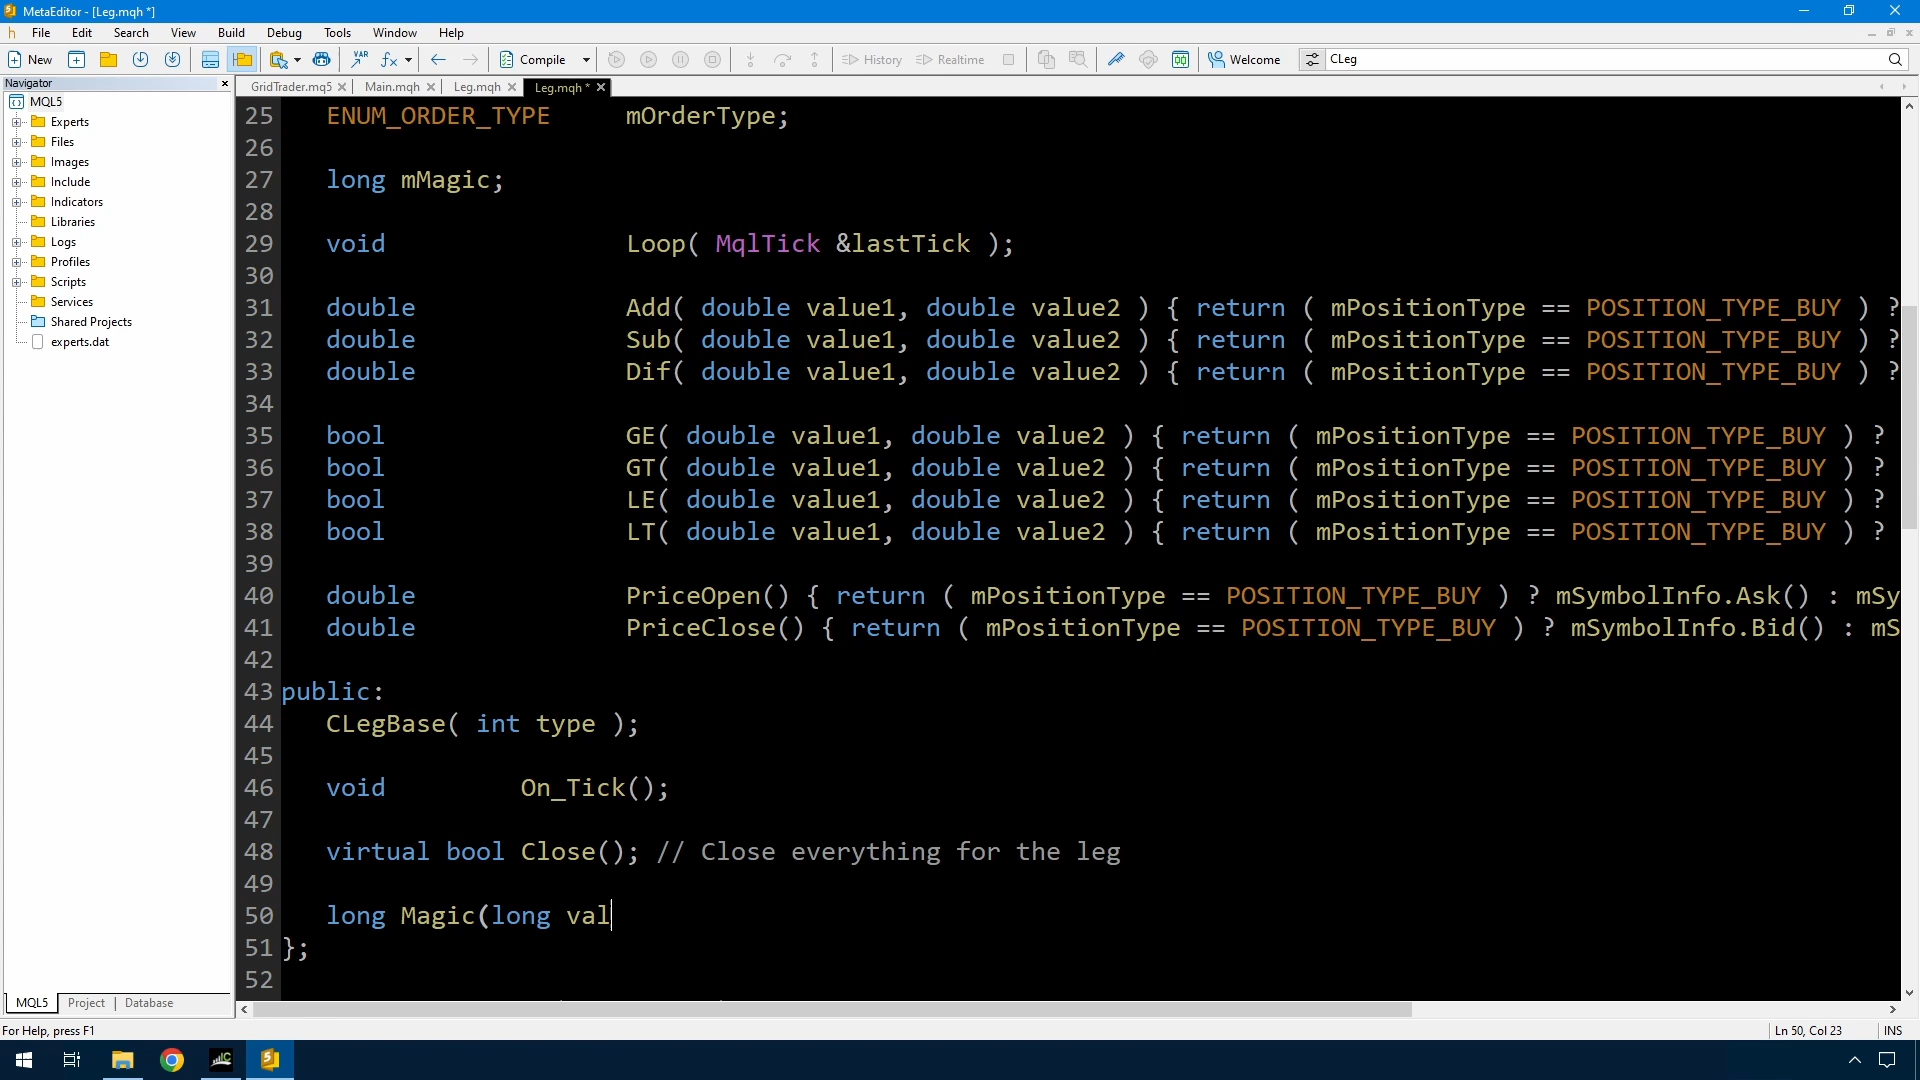 MetaEditor - [Leg.mqh *]
File Edit Search View Build Debug Tools Window Help
New VAR fx Compile History Realtime Welcome CLeg
Navigator
GridTrader.mq5 Main.mqh Leg.mqh Leg.mqh *
MQL5
Experts
Files
Images
Include
Indicators
Libraries
Logs
Profiles
Scripts
Services
Shared Projects
experts.dat
25 ENUM_ORDER_TYPE mOrderType;
26
27 long mMagic;
28
29 void Loop( MqlTick &lastTick );
30
31 double Add( double value1, double value2 ) { return ( mPositionType == POSITION_TYPE_BUY ) ?
32 double Sub( double value1, double value2 ) { return ( mPositionType == POSITION_TYPE_BUY ) ?
33 double Dif( double value1, double value2 ) { return ( mPositionType == POSITION_TYPE_BUY ) ?
34
35 bool GE( double value1, double value2 ) { return ( mPositionType == POSITION_TYPE_BUY ) ?
36 bool GT( double value1, double value2 ) { return ( mPositionType == POSITION_TYPE_BUY ) ?
37 bool LE( double value1, double value2 ) { return ( mPositionType == POSITION_TYPE_BUY ) ?
38 bool LT( double value1, double value2 ) { return ( mPositionType == POSITION_TYPE_BUY ) ?
39
40 double PriceOpen() { return ( mPositionType == POSITION_TYPE_BUY ) ? mSymbolInfo.Ask() : mSy
41 double PriceClose() { return ( mPositionType == POSITION_TYPE_BUY ) ? mSymbolInfo.Bid() : mS
42
43 public:
44 CLegBase( int type );
45
46 void On_Tick();
47
48 virtual bool Close(); // Close everything for the leg
49
50 long Magic(long val
51 };
52
MQL5 Project Database
For Help, press F1 Ln 50, Col 23 INS